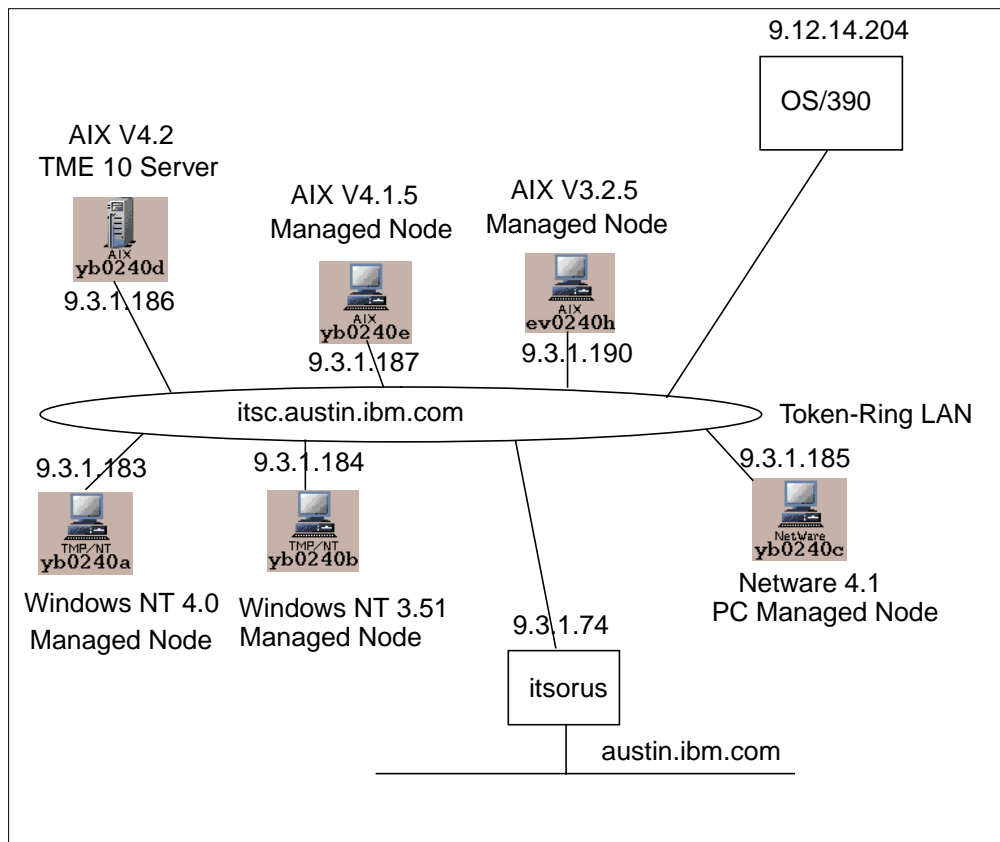 9.12.14.204
OS/390
AIX V4.2
TME 10 Server
AIX
yb0240d
9.3.1.186
AIX V4.1.5
Managed Node
AIX
yb0240e
9.3.1.187
AIX V3.2.5
Managed Node
AIX
ev0240h
9.3.1.190
itsc.austin.ibm.com
Token-Ring LAN
9.3.1.183
TMP/NT
yb0240a
Windows NT 4.0
Managed Node
9.3.1.184
TMP/NT
yb0240b
Windows NT 3.51
Managed Node
9.3.1.185
NetWare
yb0240c
Netware 4.1
PC Managed Node
9.3.1.74
itsorus
austin.ibm.com